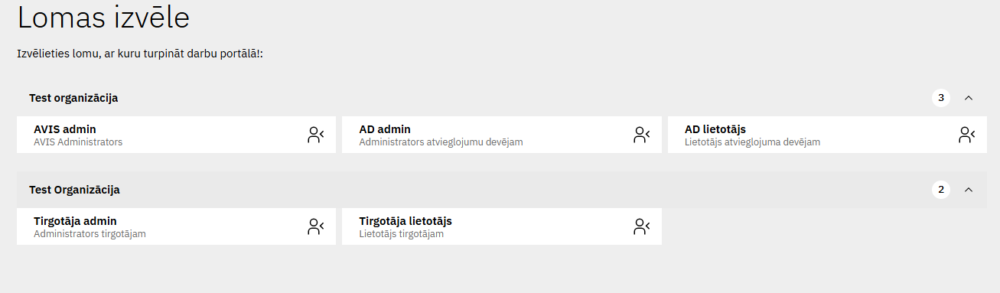 Lomas izvēle
Izvēlieties lomu, ar kuru turpināt darbu portālā!:
Test organizācija 3
AVIS admin AD admin AD lietotājs
AVIS Administrators Administrators atvieglojumu devējam Lietotājs atvieglojuma devējam
Test Organizācija 2
Tirgotāja admin Tirgotāja lietotājs
Administrators tirgotājam Lietotājs tirgotājam